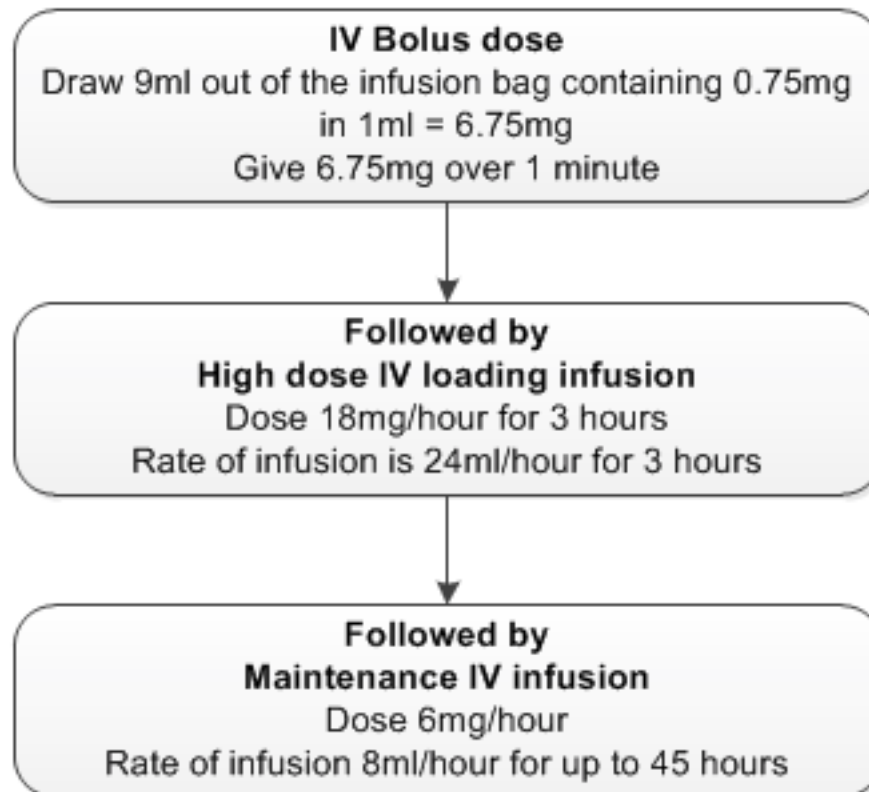 IV Bolus dose
Draw 9ml out of the infusion bag containing 0.75mg
in 1ml = 6.75mg
Give 6.75mg over 1 minute
Followed by
High dose IV loading infusion
Dose 18mg/hour for 3 hours
Rate of infusion is 24ml/hour for 3 hours
Followed by
Maintenance IV infusion
Dose 6mg/hour
Rate of infusion 8ml/hour for up to 45 hours